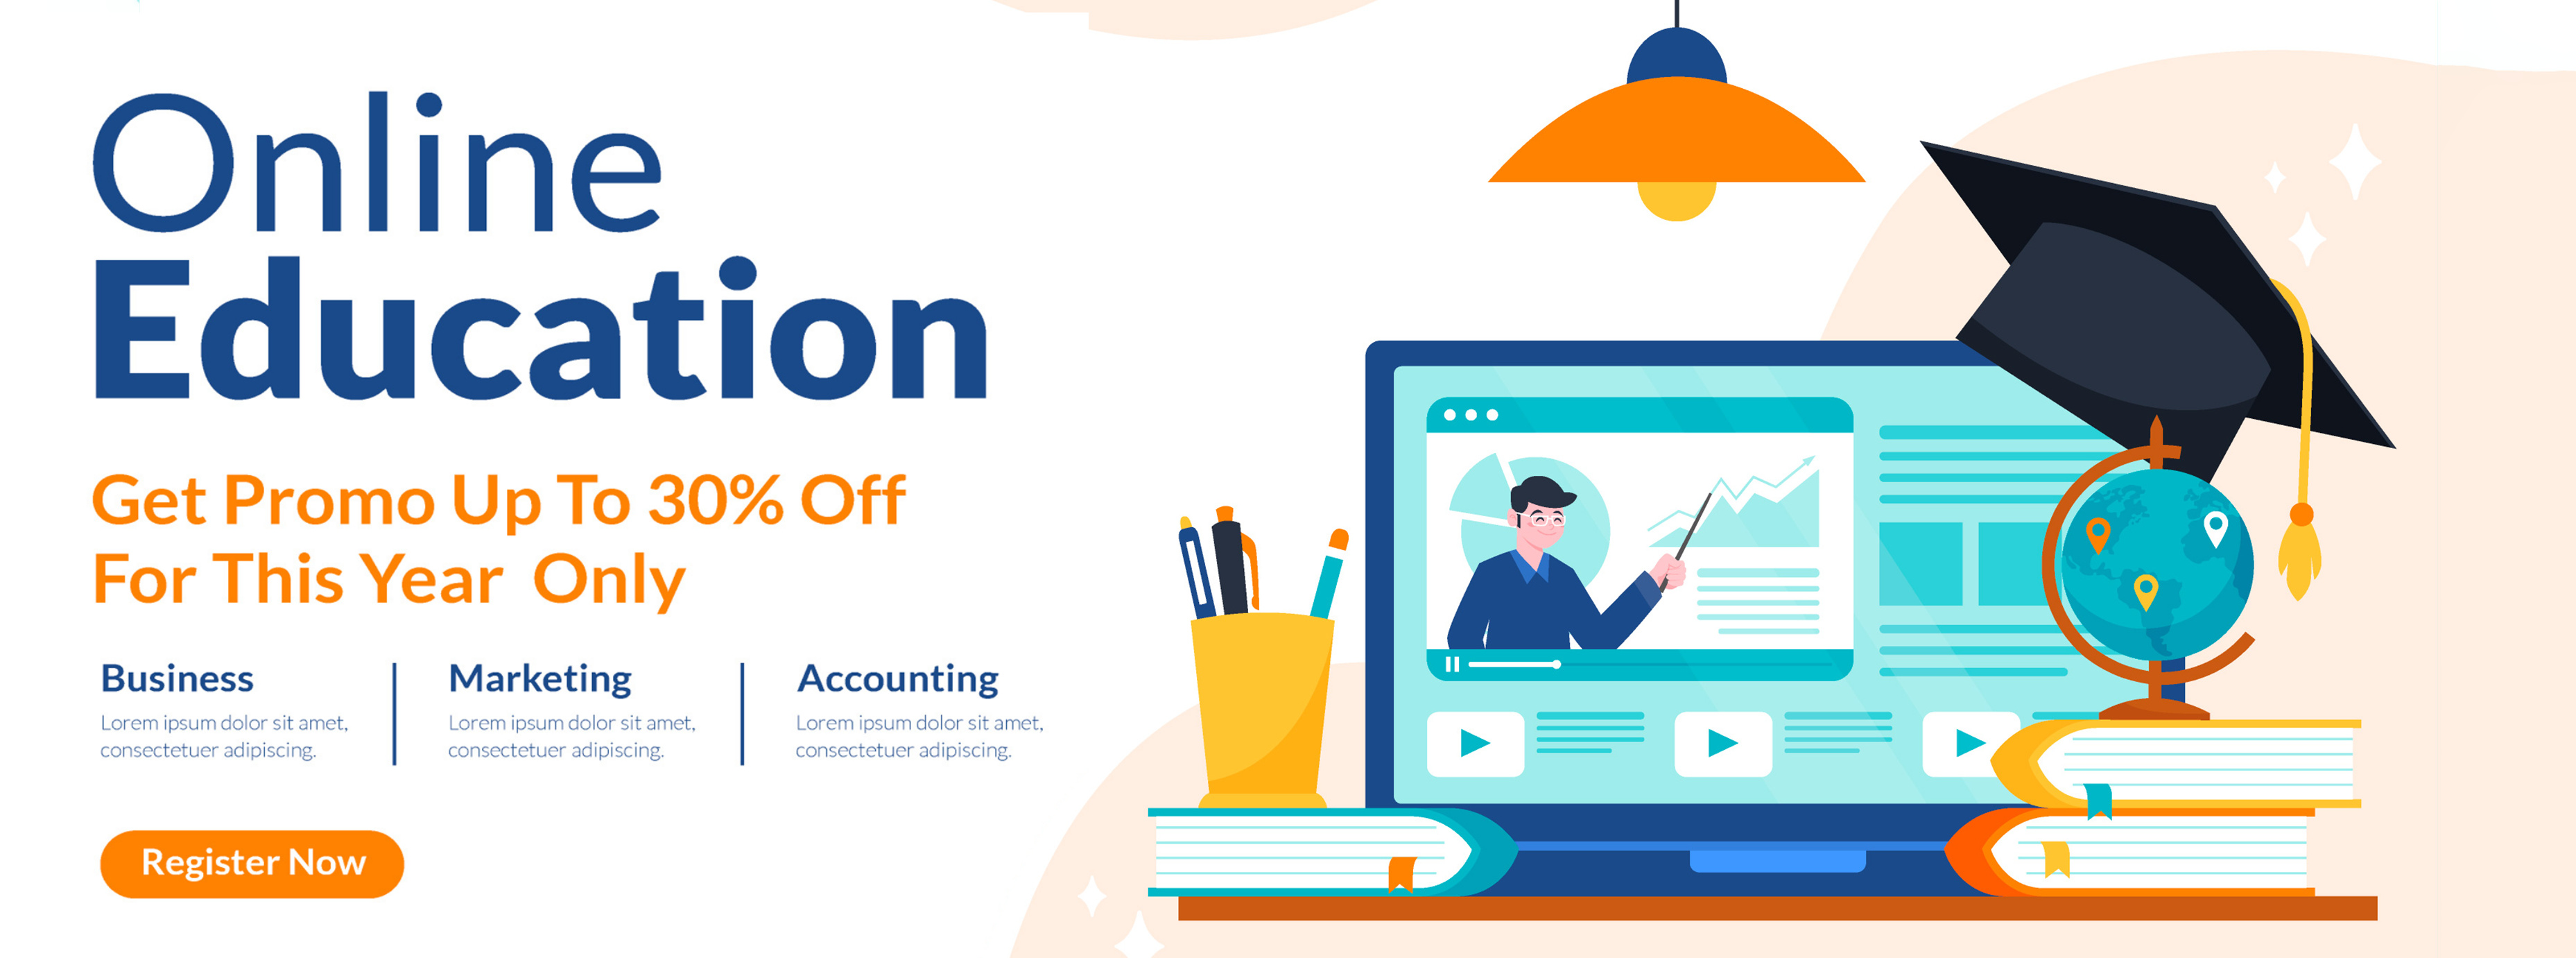 Online
Education
Get Promo Up To 30% Off
For This Year Only
Business
Lorem ipsum dolor sit amet,
consectetuer adipiscing.
Marketing
Lorem ipsum dolor sit amet,
consectetuer adipiscing.
Accounting
Lorem ipsum dolor sit amet,
consectetuer adipiscing.
Register Now